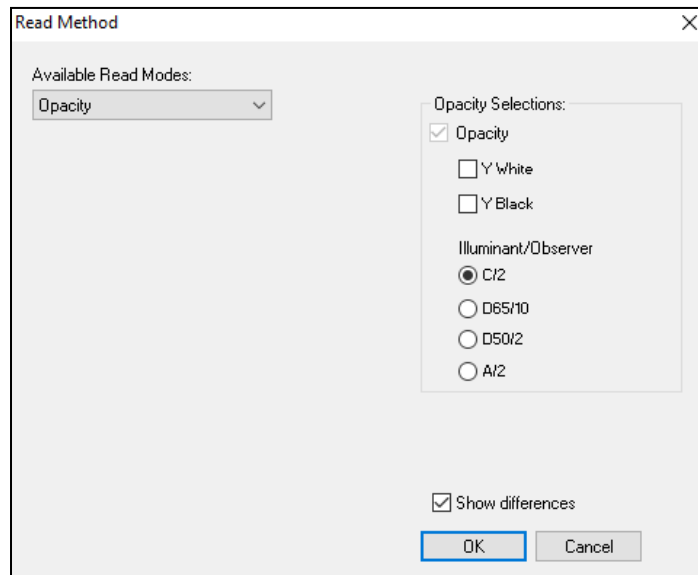 Read Method
Available Read Modes:
Opacity
Opacity Selections:
Opacity
Y White
Y Black
Illuminant/Observer
C/2
D65/10
D50/2
A/2
Show differences
OK
Cancel